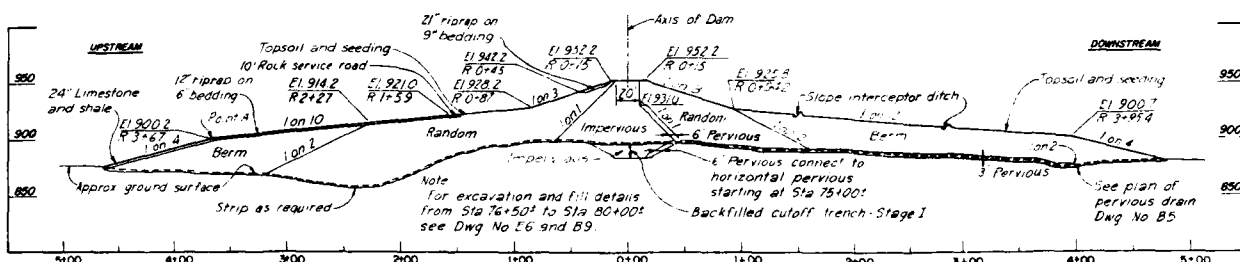 21" riprap on
9" bedding
Axis of Dam
UPSTREAM
DOWNSTREAM
Topsoil and seeding
10' Rock service road
El. 942.2
R 0+45
El. 952.2
R 0+15
El. 952.2
R 0+15
950
950
24" Limestone
and shale
12" riprap on
6" bedding
El. 914.2
R 2+27
El. 921.0
R 1+59
El. 928.2
R 0+87
1 on 3
20'
El. 931.0
El. 925.8
Slope interceptor ditch
Topsoil and seeding
El. 900.7
R 3+95.4
El. 900.2
R 3+67
Point A
1 on 10
1 on 4
Random
1 on 1
Impervious
Random
6' Pervious
Berm
1 on 4
900
900
Berm
1 on 2
Impervious
6' Pervious connect to
horizontal pervious
starting at Sta 75+00±
1 on 2
3' Pervious
Approx ground surface
850
850
Strip as required
Note
For excavation and fill details
from Sta 76+50± to Sta 80+00±
see Dwg No E6 and B9.
Backfilled cutoff trench - Stage I
See plan of
pervious drain
Dwg No B5
5+00 4+00 3+00 2+00 1+00 0+00 1+00 2+00 3+00 4+00 5+00